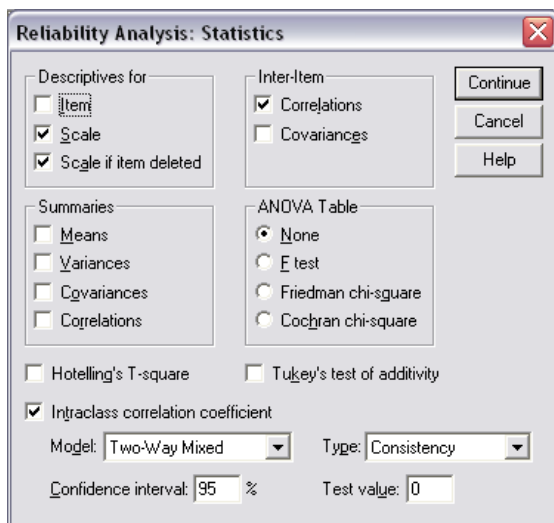 Reliability Analysis: Statistics
Descriptives for
Item
Scale
Scale if item deleted
Inter-Item
Correlations
Covariances
Continue
Cancel
Help
Summaries
Means
Variances
Covariances
Correlations
ANOVA Table
None
F test
Friedman chi-square
Cochran chi-square
Hotelling's T-square
Tukey's test of additivity
Intraclass correlation coefficient
Model: Two-Way Mixed
Type: Consistency
Confidence interval: 95 %
Test value: 0